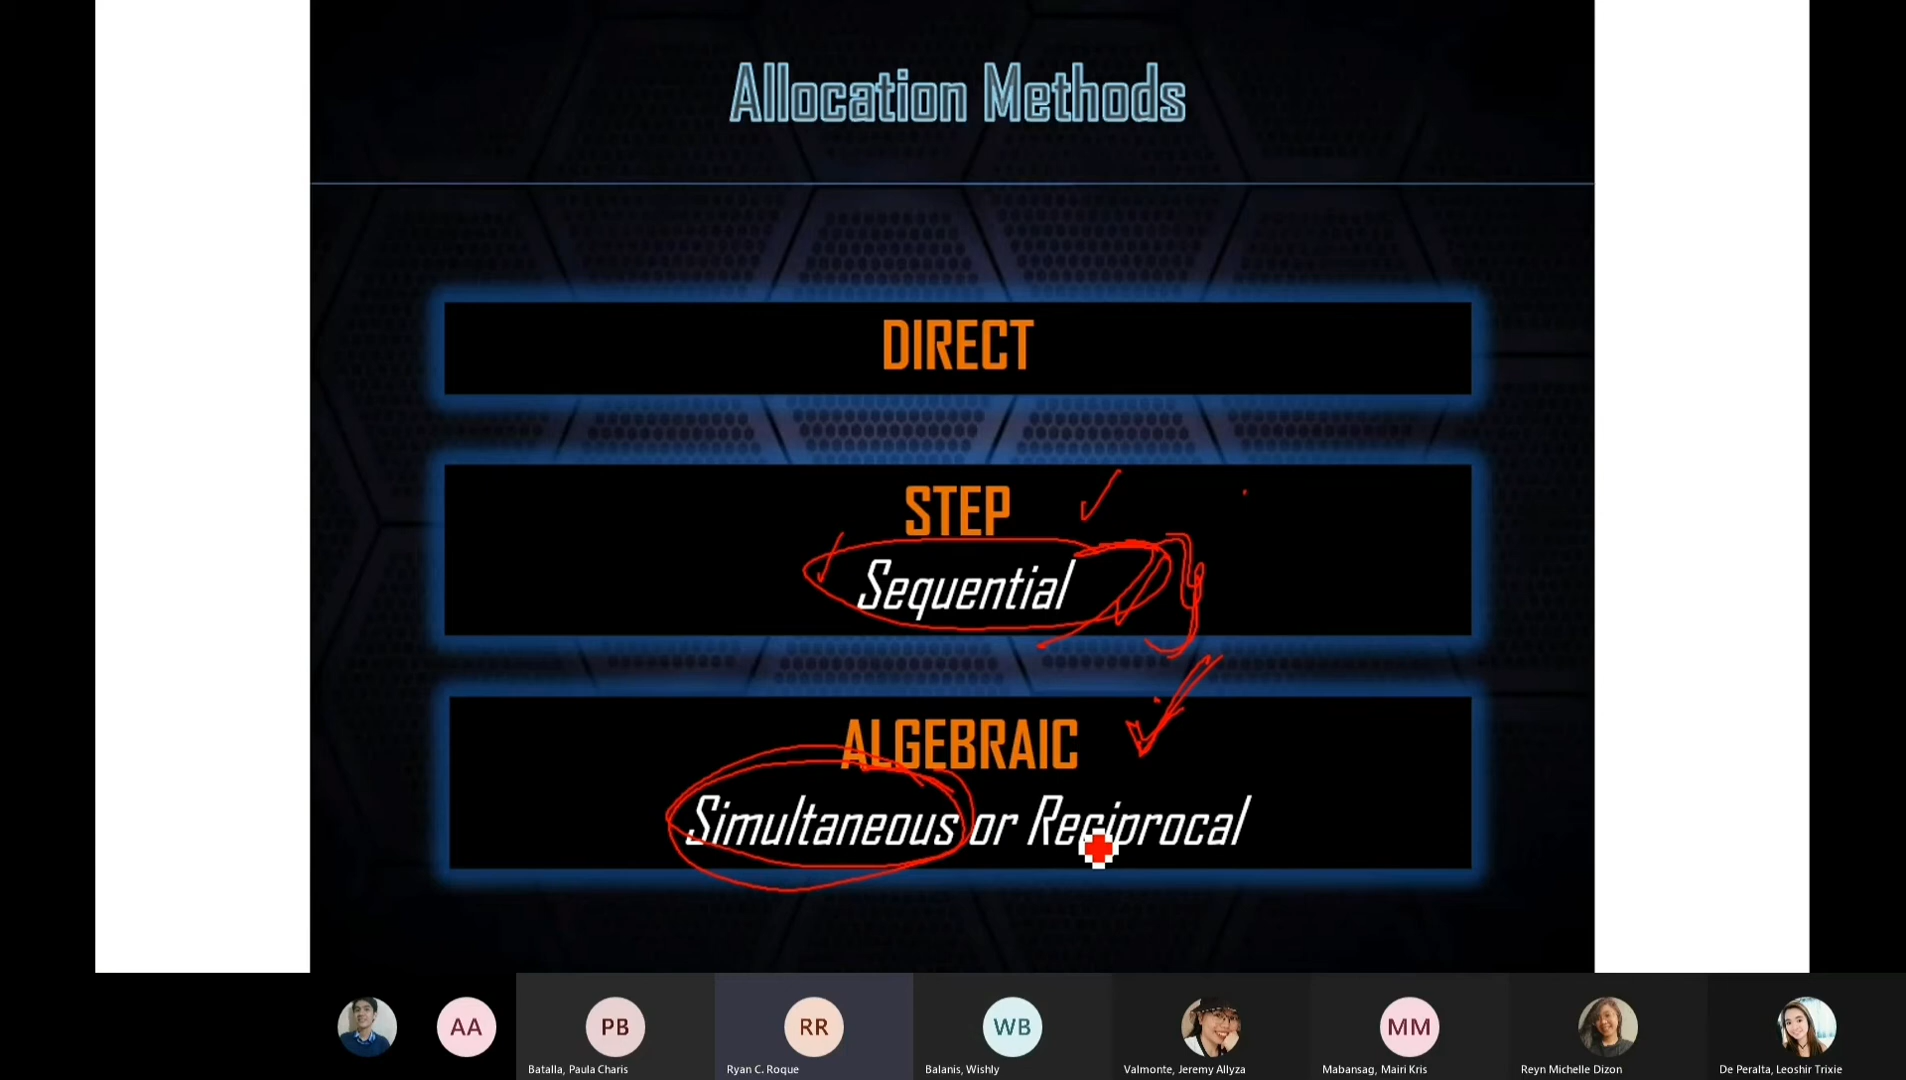 Allocation Methods
DIRECT
STEP
Sequential
ALGEBRAIC
Simultaneous or Reciprocal
AA
PB
RR
WB
MM
Batalla, Paula Charis
Ryan C. Roque
Balanis, Wishly
Valmonte, Jeremy Allyza
Mabansag, Mairi Kris
Reyn Michelle Dizon
De Peralta, Leoshir Trixie